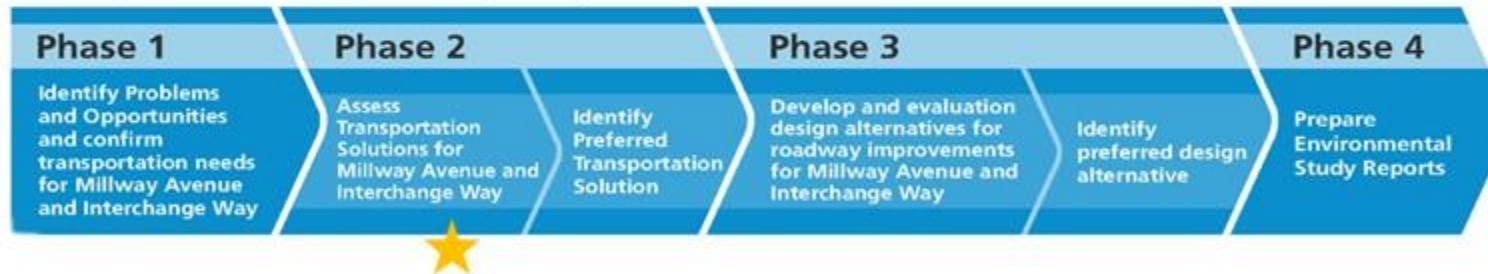 Phase 1
Identify Problems
and Opportunities
and confirm
transportation needs
for Millway Avenue
and Interchange Way
Phase 2
Assess
Transportation
Solutions for
Millway Avenue and
Interchange Way
Identify
Preferred
Transportation
Solution
Phase 3
Develop and evaluation
design alternatives for
roadway improvements
for Millway Avenue and
Interchange Way
Identify
preferred design
alternative
Phase 4
Prepare
Environmental
Study Reports